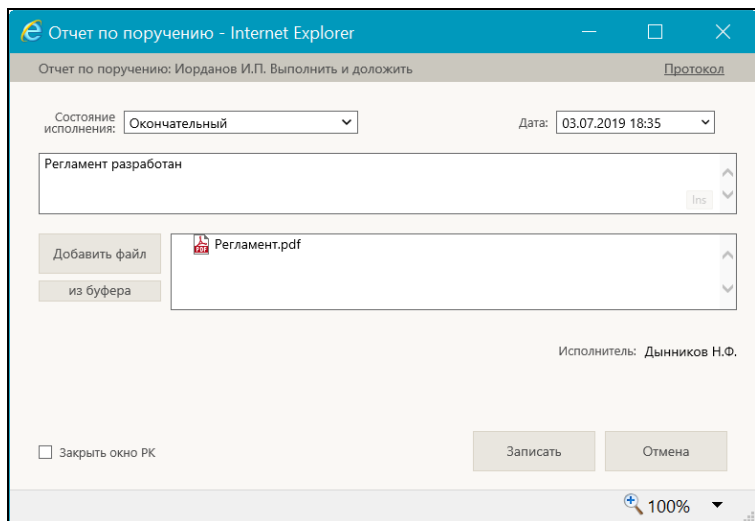 Отчет по поручению - Internet Explorer
Отчет по поручению: Иорданов И.П. Выполнить и доложить Протокол
Состояние
исполнения: Окончательный Дата: 03.07.2019 18:35
Регламент разработан
Ins
Добавить файл Регламент.pdf
из буфера
Исполнитель: Дынников Н.Ф.
Закрыть окно РК Записать Отмена
100%